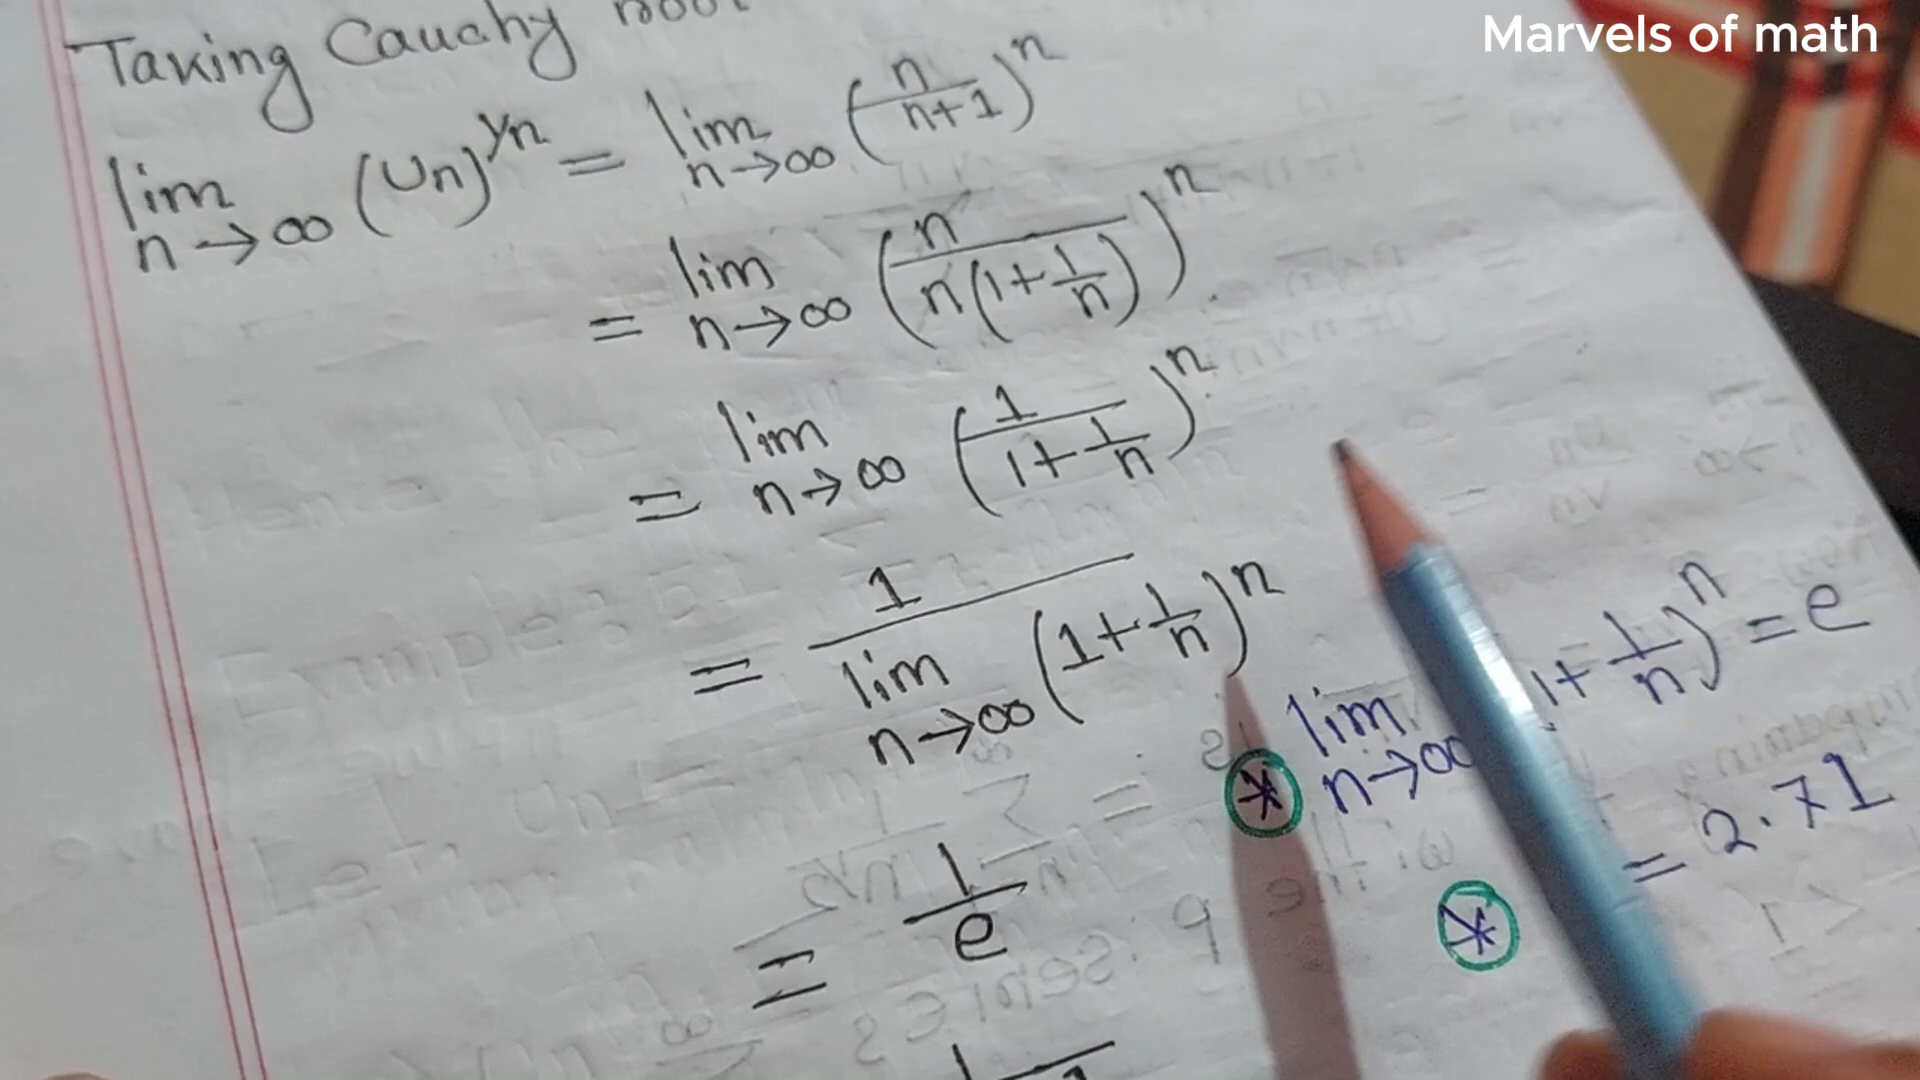 Marvels of math
Taking Cauchy root
lim n→∞ (Un)^1/n = lim n→∞ (n/(n+1))^n
= lim n→∞ (n/(n(1+1/n)))^n
= lim n→∞ (1/(1+1/n))^n
= 1/(lim n→∞ (1+1/n)^n)
* lim n→∞ 1+1/n)^n = e
= 2.71
= 1/e
*